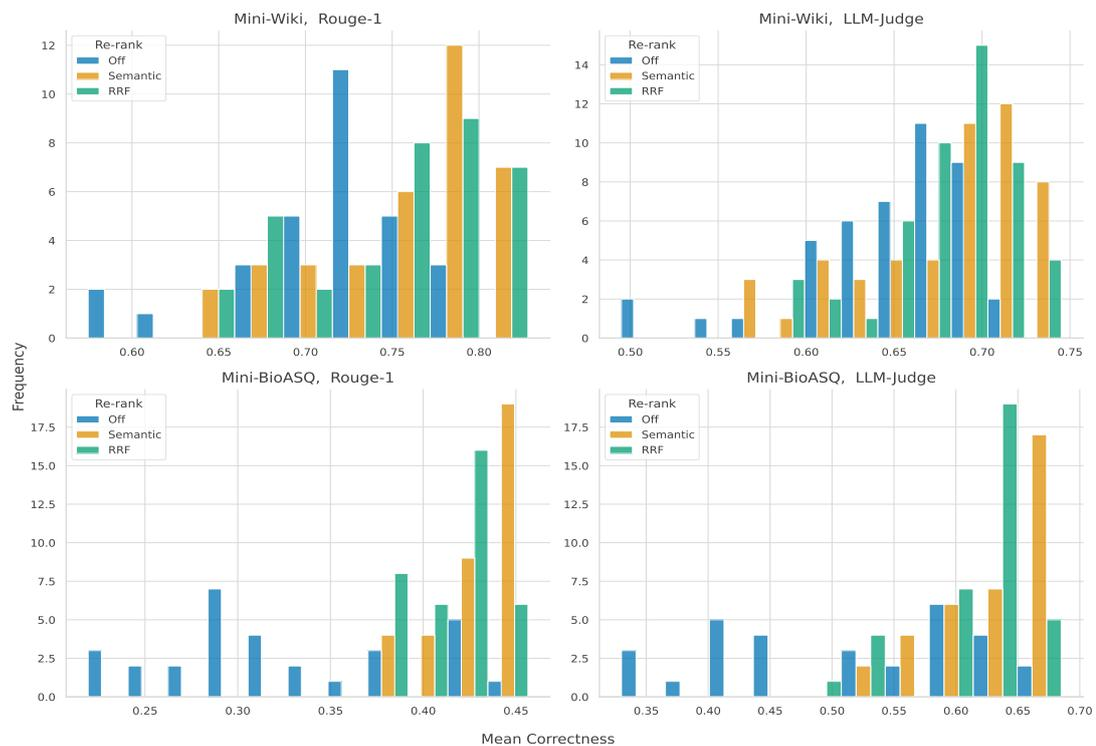 Mini-Wiki, Rouge-1
Re-rank
Off
Semantic
RRF
12
10
8
6
4
2
0
0.60 0.65 0.70 0.75 0.80
Mini-Wiki, LLM-Judge
Re-rank
Off
Semantic
RRF
14
12
10
8
6
4
2
0
0.50 0.55 0.60 0.65 0.70 0.75
Frequency
Mini-BioASQ, Rouge-1
Re-rank
Off
Semantic
RRF
17.5
15.0
12.5
10.0
7.5
5.0
2.5
0.0
0.25 0.30 0.35 0.40 0.45
Mini-BioASQ, LLM-Judge
Re-rank
Off
Semantic
RRF
17.5
15.0
12.5
10.0
7.5
5.0
2.5
0.0
0.35 0.40 0.45 0.50 0.55 0.60 0.65 0.70
Mean Correctness